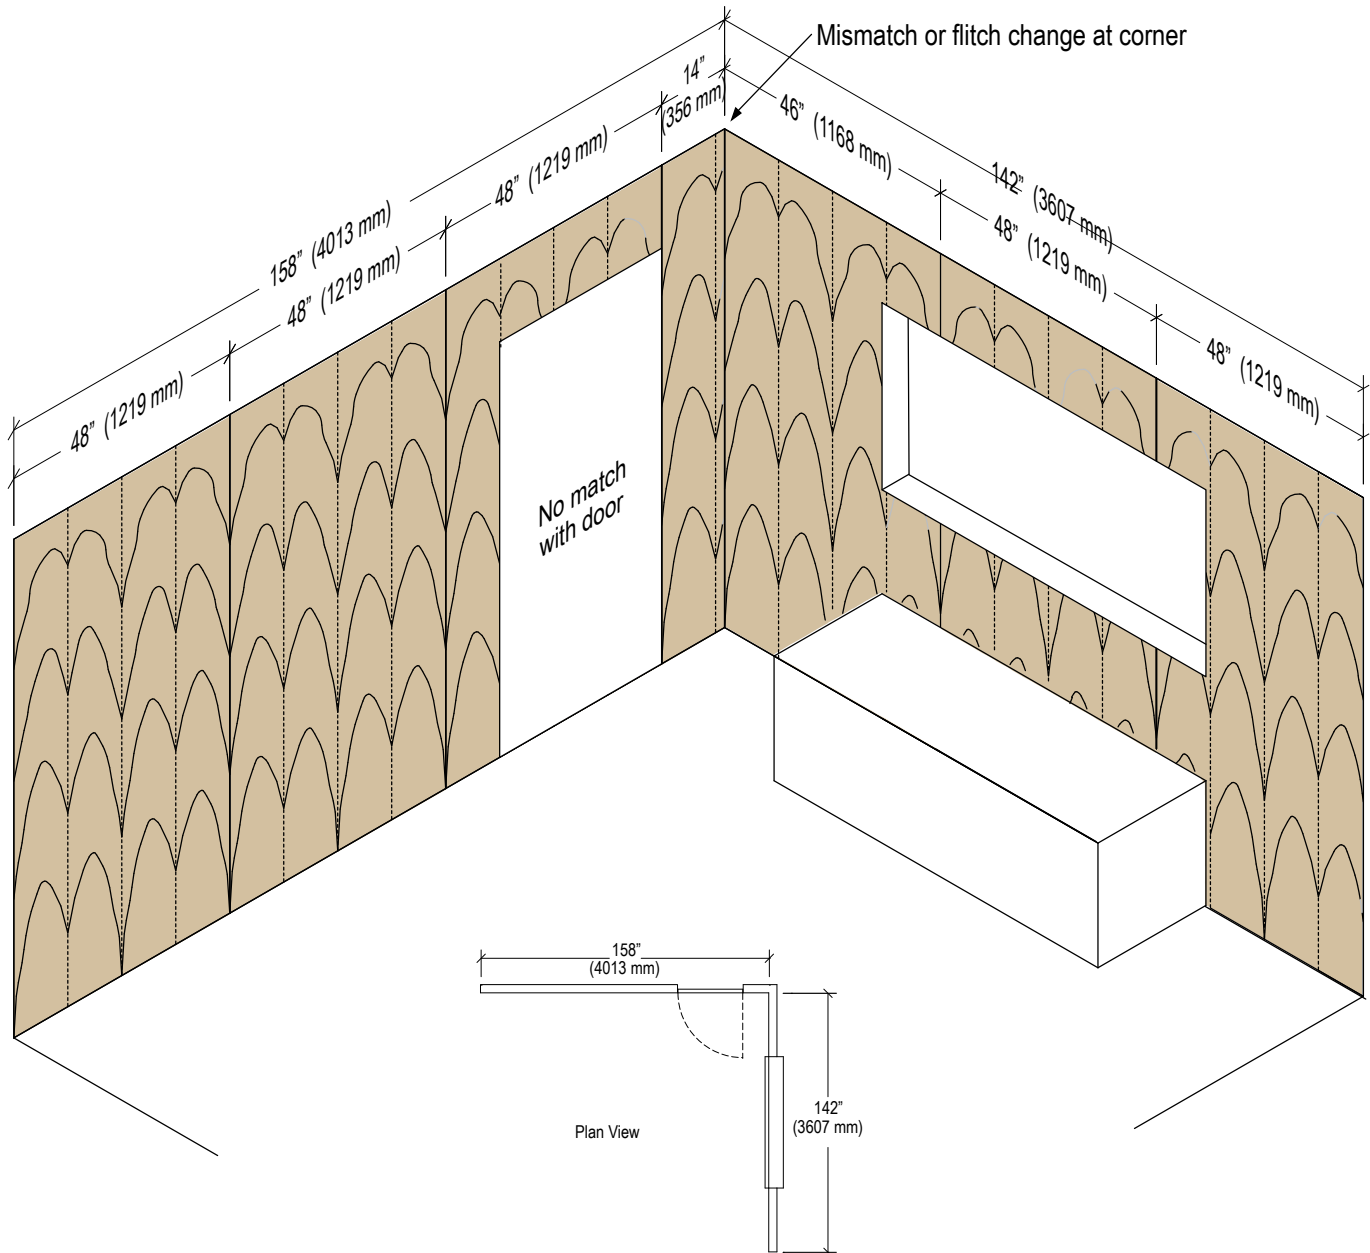 Mismatch or flitch change at corner
14”
(356 mm)
46” (1168 mm)
48” (1219 mm)
142” (3607 mm)
158” (4013 mm)
48”
(1219 mm)
48” (1219 mm)
48” (1219 mm)
48” (1219 mm)
No match
with door
158”
(4013 mm)
142”
(3607 mm)
Plan View